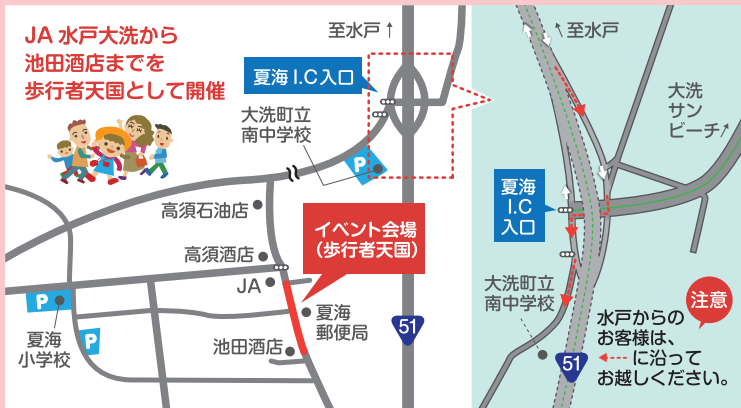 JA 水戸大洗から
池田酒店までを
歩行者天国として開催
至水戸↑
夏海 I.C 入口
大洗町立
南中学校
P
高須石油店
イベント会場
(歩行者天国)
高須酒店
JA
P
夏海
小学校
P
夏海
郵便局
池田酒店
51
←至水戸
大洗
サン
ビーチ↗
夏海
I.C
入口
大洗町立
南中学校
51
注意
水戸からの
お客様は、
←に沿って
お越しください。